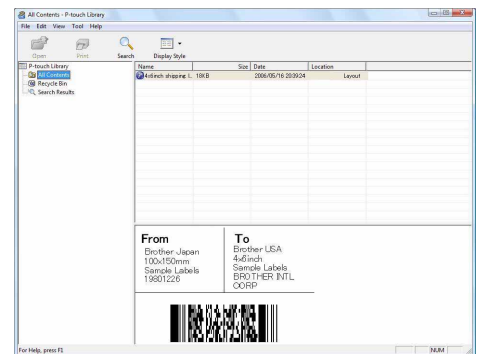 All Contents - P-touch Library
File Edit View Tool Help
Open Print Search Display Style
P-touch Library
All Contents
Recycle Bin
Search Results
Name Size Date Location
4x6inch shipping l.. 18KB 2006/05/16 20:09:24 Layout
From
Brother Japan
100x150mm
Sample Labels
19801226
To
Brother USA
4x6inch
Sample Labels
BROTHER INTL
CORP
For Help, press F1 NUM